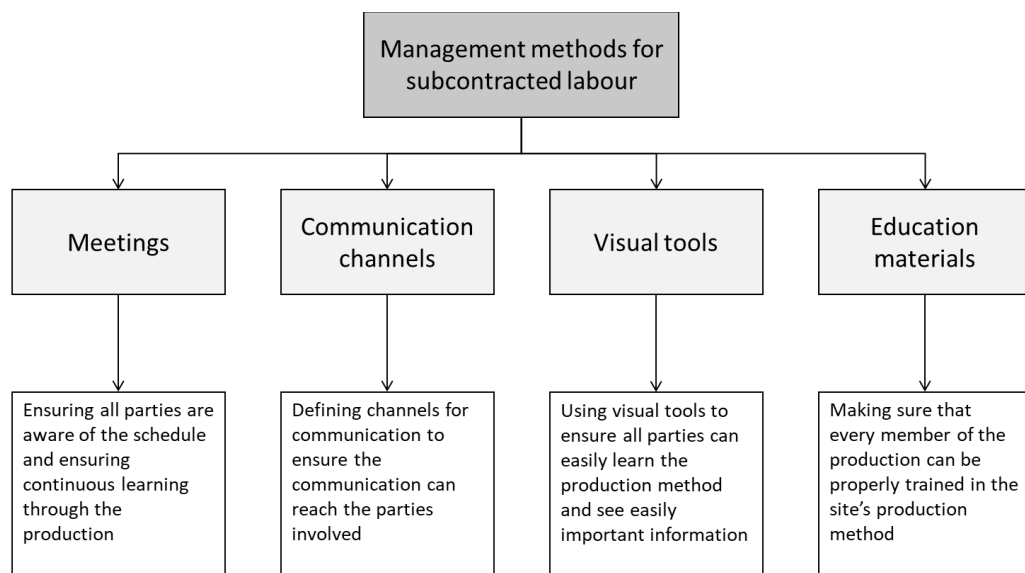 Management methods for
subcontracted labour
Meetings
Communication
channels
Visual tools
Education
materials
Ensuring all parties are
aware of the schedule
and ensuring
continuous learning
through the
production
Defining channels for
communication to
ensure the
communication can
reach the parties
involved
Using visual tools to
ensure all parties can
easily learn the
production method
and see easily
important information
Making sure that
every member of the
production can be
properly trained in the
site’s production
method